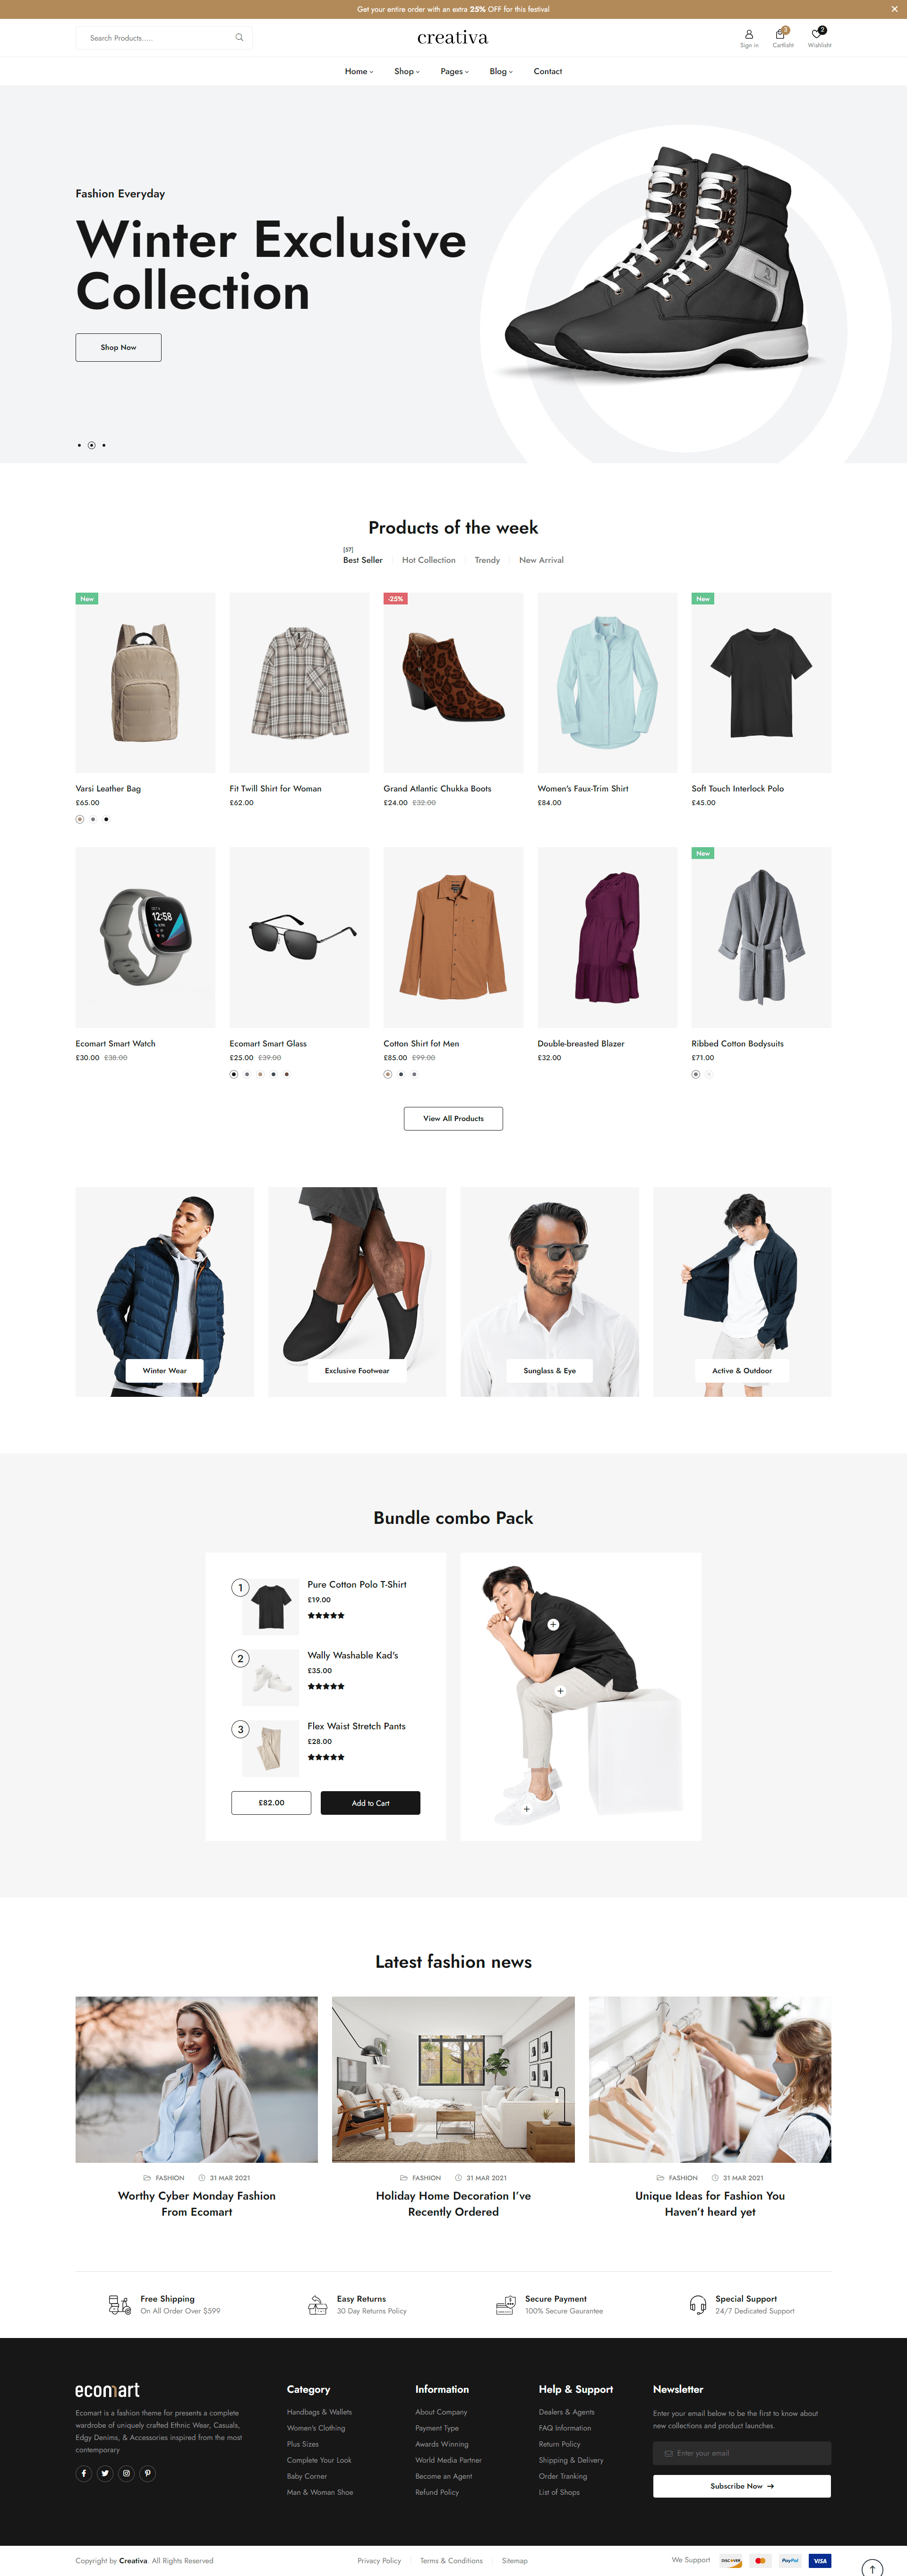 Get your entire order with an extra 25% OFF for this festival
Search Products.....
creativa
3
2
Sign in
Cartlisht
Wishlisht
Home
Shop
Pages
Blog
Contact
Fashion Everyday
Winter Exclusive
Collection
Shop Now
Products of the week
[57]
Best Seller
Hot Collection
Trendy
New Arrival
New
-25%
New
Varsi Leather Bag
£65.00
Fit Twill Shirt for Woman
£62.00
Grand Atlantic Chukka Boots
£24.00 £32.00
Women's Faux-Trim Shirt
£84.00
Soft Touch Interlock Polo
£45.00
New
12:58
Ecomart Smart Watch
£30.00 £38.00
Ecomart Smart Glass
£25.00 £39.00
Cotton Shirt fot Men
£85.00 £99.00
Double-breasted Blazer
£32.00
Ribbed Cotton Bodysuits
£71.00
View All Products
Winter Wear
Exclusive Footwear
Sunglass & Eye
Active & Outdoor
Bundle combo Pack
1
Pure Cotton Polo T-Shirt
£19.00
2
Wally Washable Kad's
£35.00
3
Flex Waist Stretch Pants
£28.00
£82.00
Add to Cart
Latest fashion news
FASHION 31 MAR 2021
Worthy Cyber Monday Fashion
From Ecomart
FASHION 31 MAR 2021
Holiday Home Decoration I've
Recently Ordered
FASHION 31 MAR 2021
Unique Ideas for Fashion You
Haven't heard yet
Free Shipping
On All Order Over $599
Easy Returns
30 Day Returns Policy
Secure Payment
100% Secure Gaurantee
Special Support
24/7 Dedicated Support
ecomart
Ecomart is a fashion theme for presents a complete
wardrobe of uniquely crafted Ethnic Wear, Casuals,
Edgy Denims, & Accessories inspired from the most
contemporary
Category
Handbags & Wallets
Women's Clothing
Plus Sizes
Complete Your Look
Baby Corner
Man & Woman Shoe
Information
About Company
Payment Type
Awards Winning
World Media Partner
Become an Agent
Refund Policy
Help & Support
Dealers & Agents
FAQ Information
Return Policy
Shipping & Delivery
Order Tranking
List of Shops
Newsletter
Enter your email below to be the first to know about
new collections and product launches.
Enter your email
Subscribe Now
Copyright by Creativa. All Rights Reserved
Privacy Policy
Terms & Conditions
Sitemap
We Support
DISCOVER
PayPal
VISA